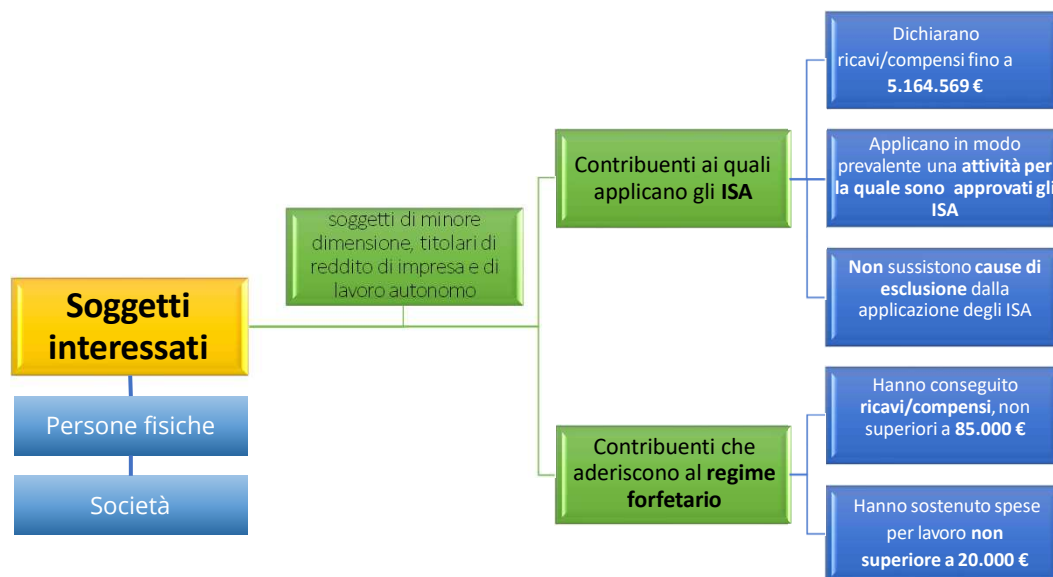 Soggetti
interessati
Persone fisiche
Società
soggetti di minore
dimensione, titolari di
reddito di impresa e di
lavoro autonomo
Contribuenti ai quali
applicano gli ISA
Dichiarano
ricavi/compensi fino a
5.164.569 €
Applicano in modo
prevalente una attività per
la quale sono approvati gli
ISA
Non sussistono cause di
esclusione dalla
applicazione degli ISA
Contribuenti che
aderiscono al regime
forfetario
Hanno conseguito
ricavi/compensi, non
superiori a 85.000 €
Hanno sostenuto spese
per lavoro non
superiore a 20.000 €